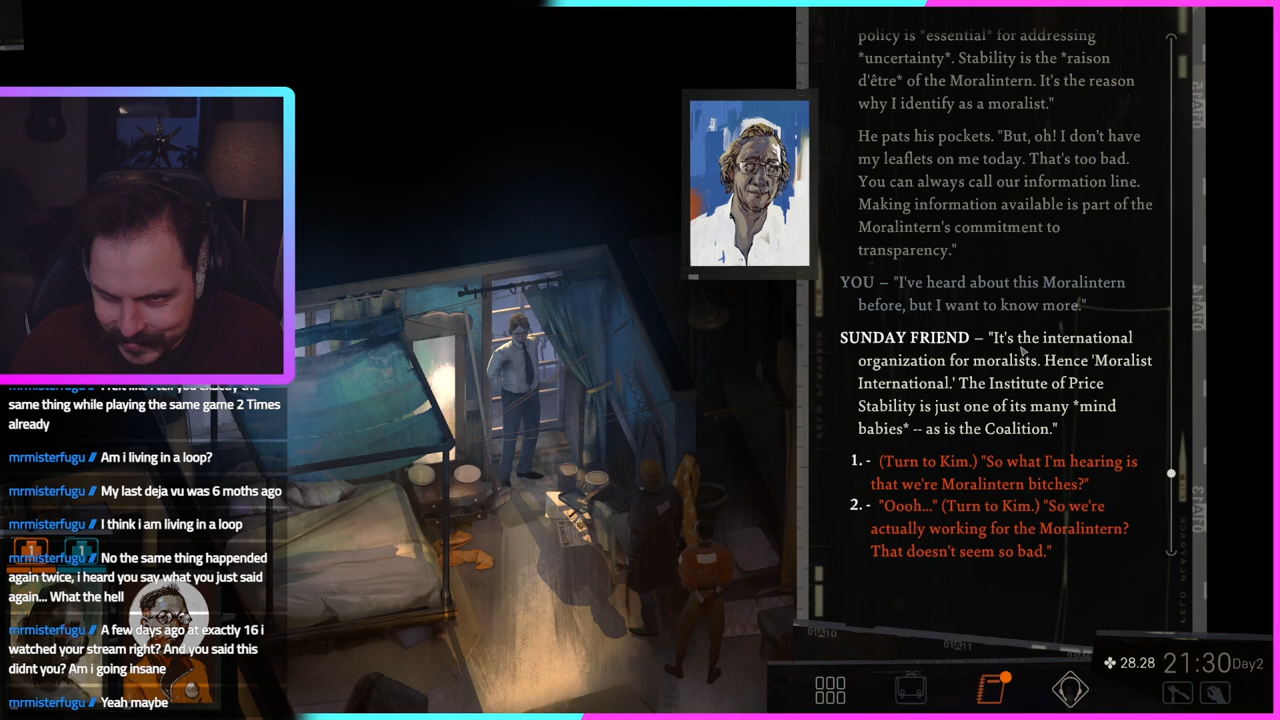 policy is *essential* for addressing
*uncertainty*. Stability is the *raison
d'être* of the Moralintern. It's the reason
why I identify as a moralist."
He pats his pockets. "But, oh! I don't have
my leaflets on me today. That's too bad.
You can always call our information line.
Making information available is part of the
Moralintern's commitment to
transparency."
YOU – "I've heard about this Moralintern
before, but I want to know more."
SUNDAY FRIEND – "It's the international
organization for moralists. Hence 'Moralist
International.' The Institute of Price
Stability is just one of its many *mind
babies* -- as is the Coalition."
1. - (Turn to Kim.) "So what I'm hearing is
that we're Moralintern bitches?"
2. - "Oooh..." (Turn to Kim.) "So we're
actually working for the Moralintern?
That doesn't seem so bad."
same thing while playing the same game 2 Times
already
mrmisterfugu // Am i living in a loop?
mrmisterfugu // My last deja vu was 6 moths ago
mrmisterfugu // I think i am living in a loop
mrmisterfugu // No the same thing happended
again twice, i heard you say what you just said
again... What the hell
mrmisterfugu // A few days ago at exactly 16 i
watched your stream right? And you said this
didnt you? Am i going insane
mrmisterfugu // Yeah maybe
1
1
01A10
01A11
28.28
21:30 Day2